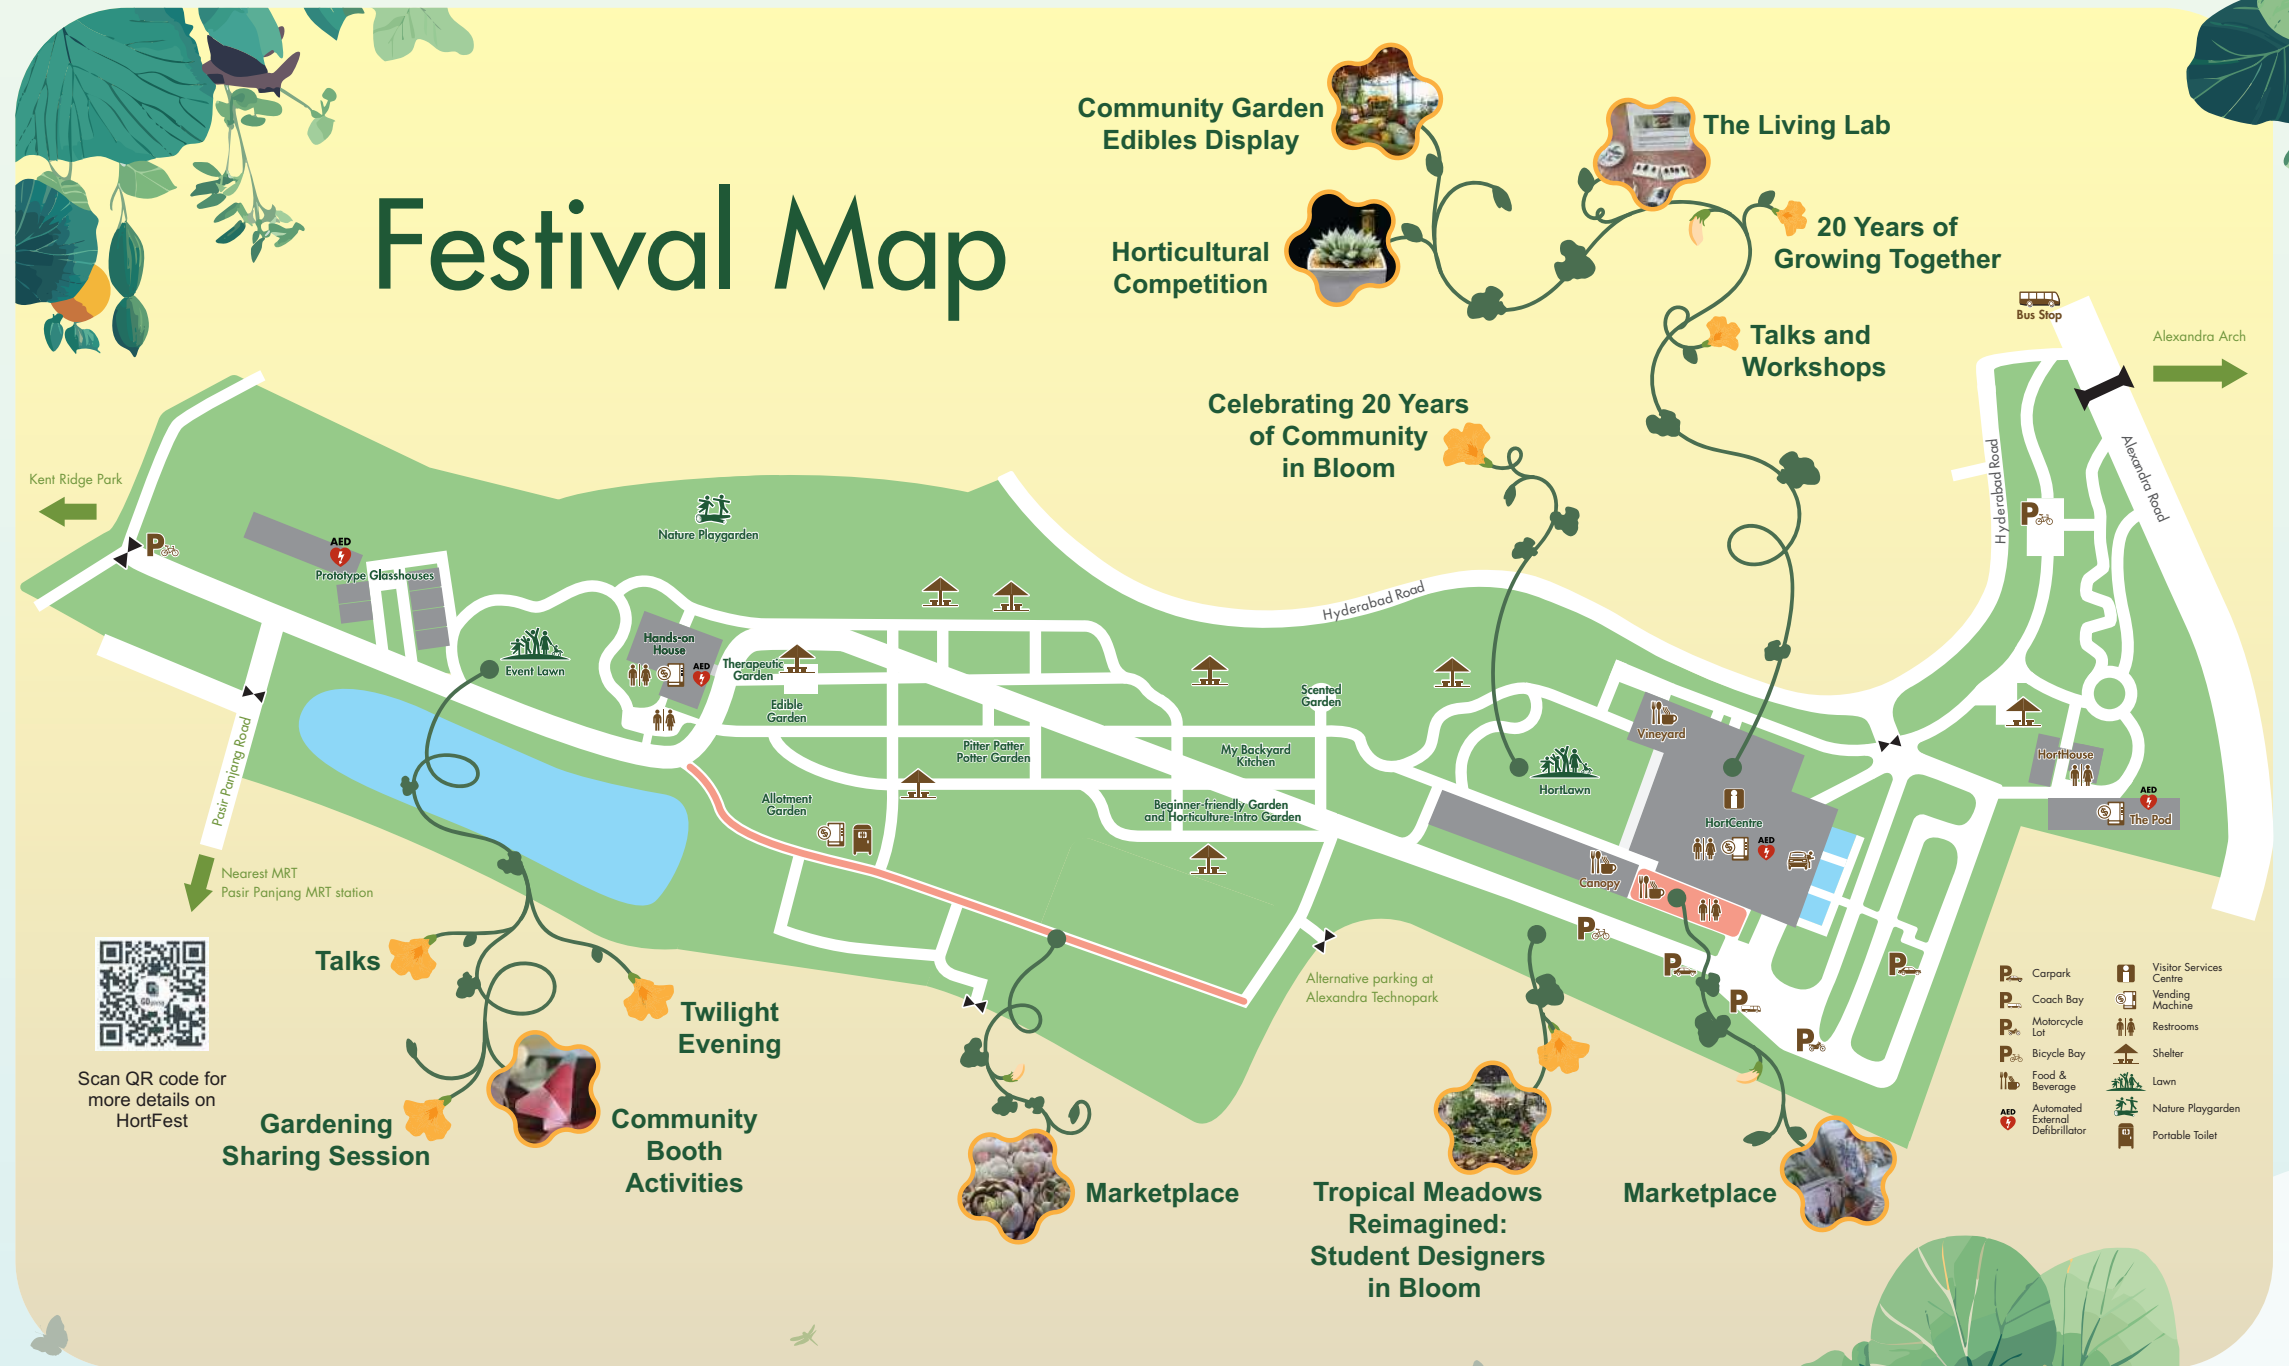 Festival Map
Community Garden
Edibles Display
The Living Lab
Horticultural
Competition
20 Years of
Growing Together
Talks and
Workshops
Celebrating 20 Years
of Community
in Bloom
Bus Stop
Alexandra Arch
Alexandra Road
Hyderabad Road
Hyderabad Road
Kent Ridge Park
P
AED
Prototype Glasshouses
Nature Playgarden
Event Lawn
Hands-on
House
AED
Therapeutic
Garden
Edible
Garden
Pitter Patter
Potter Garden
Allotment
Garden
Scented
Garden
My Backyard
Kitchen
Beginner-friendly Garden
and Horticulture-Intro Garden
HortLawn
Vineyard
HortCentre
AED
Canopy
P
HortHouse
AED
The Pod
P
P
P
P
P
Pasir Panjang Road
Nearest MRT
Pasir Panjang MRT station
Alternative parking at
Alexandra Technopark
Talks
Twilight
Evening
Gardening
Sharing Session
Community
Booth
Activities
Marketplace
Tropical Meadows
Reimagined:
Student Designers
in Bloom
Marketplace
Scan QR code for
more details on
HortFest
P Carpark
P Coach Bay
P Motorcycle
Lot
P Bicycle Bay
Food &
Beverage
AED Automated
External
Defibrillator
Visitor Services
Centre
Vending
Machine
Restrooms
Shelter
Lawn
Nature Playgarden
Portable Toilet